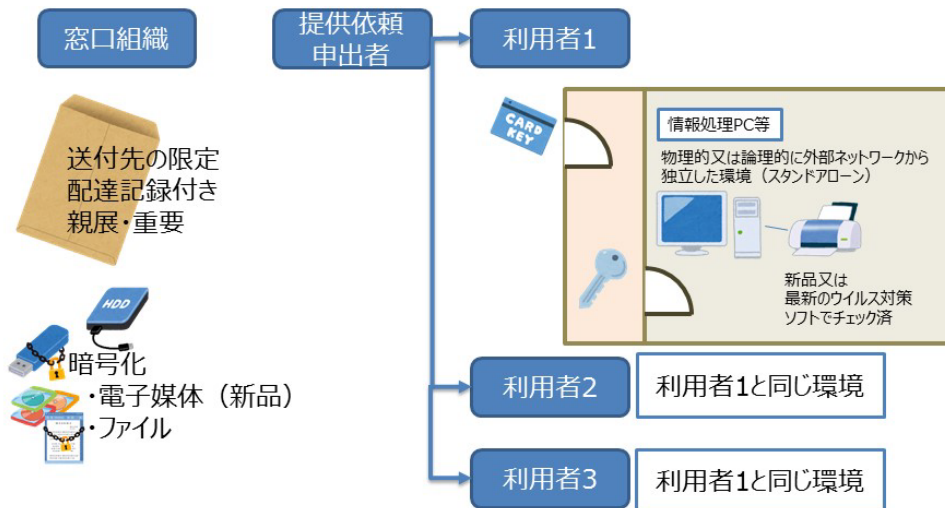 窓口組織
提供依頼
申出者
利用者1
送付先の限定
配達記録付き
親展・重要
CARD
KEY
情報処理PC等
物理的又は論理的に外部ネットワークから
独立した環境（スタンドアローン）
新品又は
最新のウイルス対策
ソフトでチェック済
HDD
暗号化
・電子媒体（新品）
・ファイル
利用者2
利用者1と同じ環境
利用者3
利用者1と同じ環境